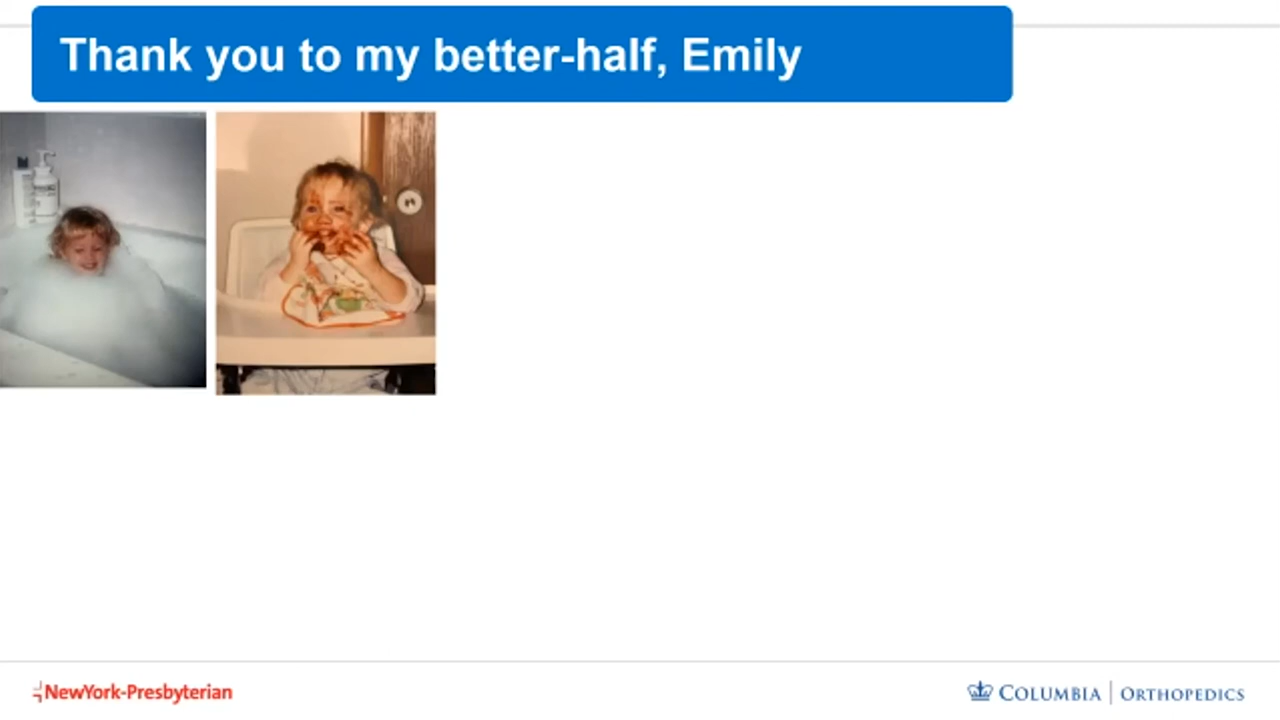 Thank you to my better-half, Emily
NewYork-Presbyterian
COLUMBIA | ORTHOPEDICS